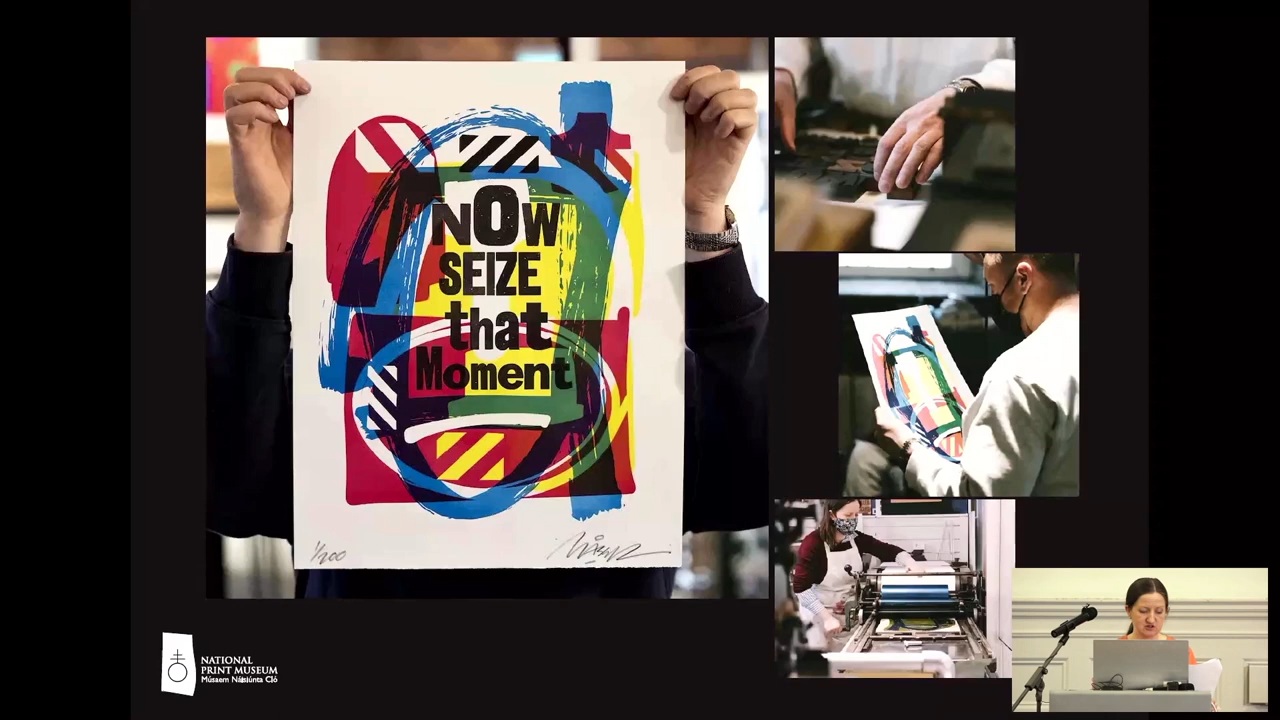 NOW
SEIZE
that
Moment
1/200
NATIONAL
PRINT MUSEUM
Músaem Náisiúnta Cló